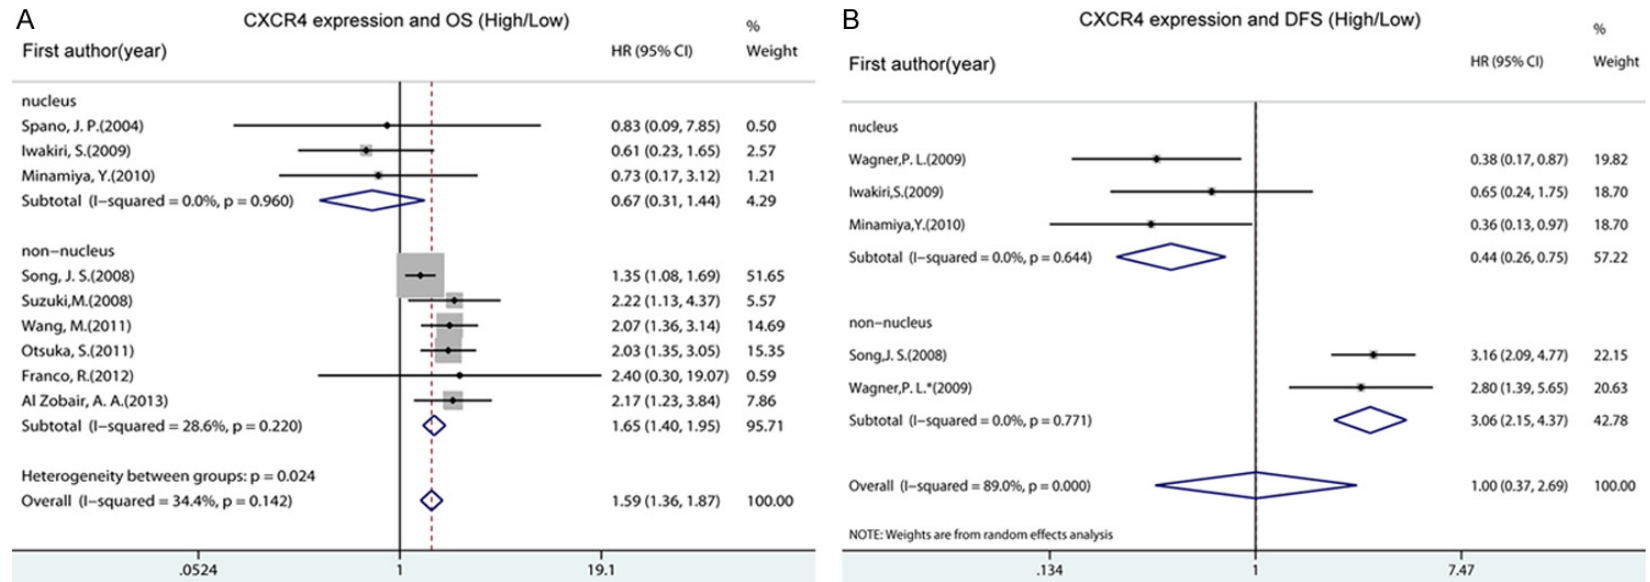 A
CXCR4 expression and OS (High/Low)
First author(year) HR (95% CI) % Weight
nucleus
Spano, J. P.(2004) 0.83 (0.09, 7.85) 0.50
Iwakiri, S.(2009) 0.61 (0.23, 1.65) 2.57
Minamiya, Y.(2010) 0.73 (0.17, 3.12) 1.21
Subtotal (I-squared = 0.0%, p = 0.960) 0.67 (0.31, 1.44) 4.29
non-nucleus
Song, J. S.(2008) 1.35 (1.08, 1.69) 51.65
Suzuki,M.(2008) 2.22 (1.13, 4.37) 5.57
Wang, M.(2011) 2.07 (1.36, 3.14) 14.69
Otsuka, S.(2011) 2.03 (1.35, 3.05) 15.35
Franco, R.(2012) 2.40 (0.30, 19.07) 0.59
Al Zobair, A. A.(2013) 2.17 (1.23, 3.84) 7.86
Subtotal (I-squared = 28.6%, p = 0.220) 1.65 (1.40, 1.95) 95.71
Heterogeneity between groups: p = 0.024
Overall (I-squared = 34.4%, p = 0.142) 1.59 (1.36, 1.87) 100.00
.0524 1 19.1
B
CXCR4 expression and DFS (High/Low)
First author(year) HR (95% CI) % Weight
nucleus
Wagner,P. L.(2009) 0.38 (0.17, 0.87) 19.82
Iwakiri,S.(2009) 0.65 (0.24, 1.75) 18.70
Minamiya,Y.(2010) 0.36 (0.13, 0.97) 18.70
Subtotal (I-squared = 0.0%, p = 0.644) 0.44 (0.26, 0.75) 57.22
non-nucleus
Song,J. S.(2008) 3.16 (2.09, 4.77) 22.15
Wagner,P. L.*(2009) 2.80 (1.39, 5.65) 20.63
Subtotal (I-squared = 0.0%, p = 0.771) 3.06 (2.15, 4.37) 42.78
Overall (I-squared = 89.0%, p = 0.000) 1.00 (0.37, 2.69) 100.00
NOTE: Weights are from random effects analysis
.134 1 7.47